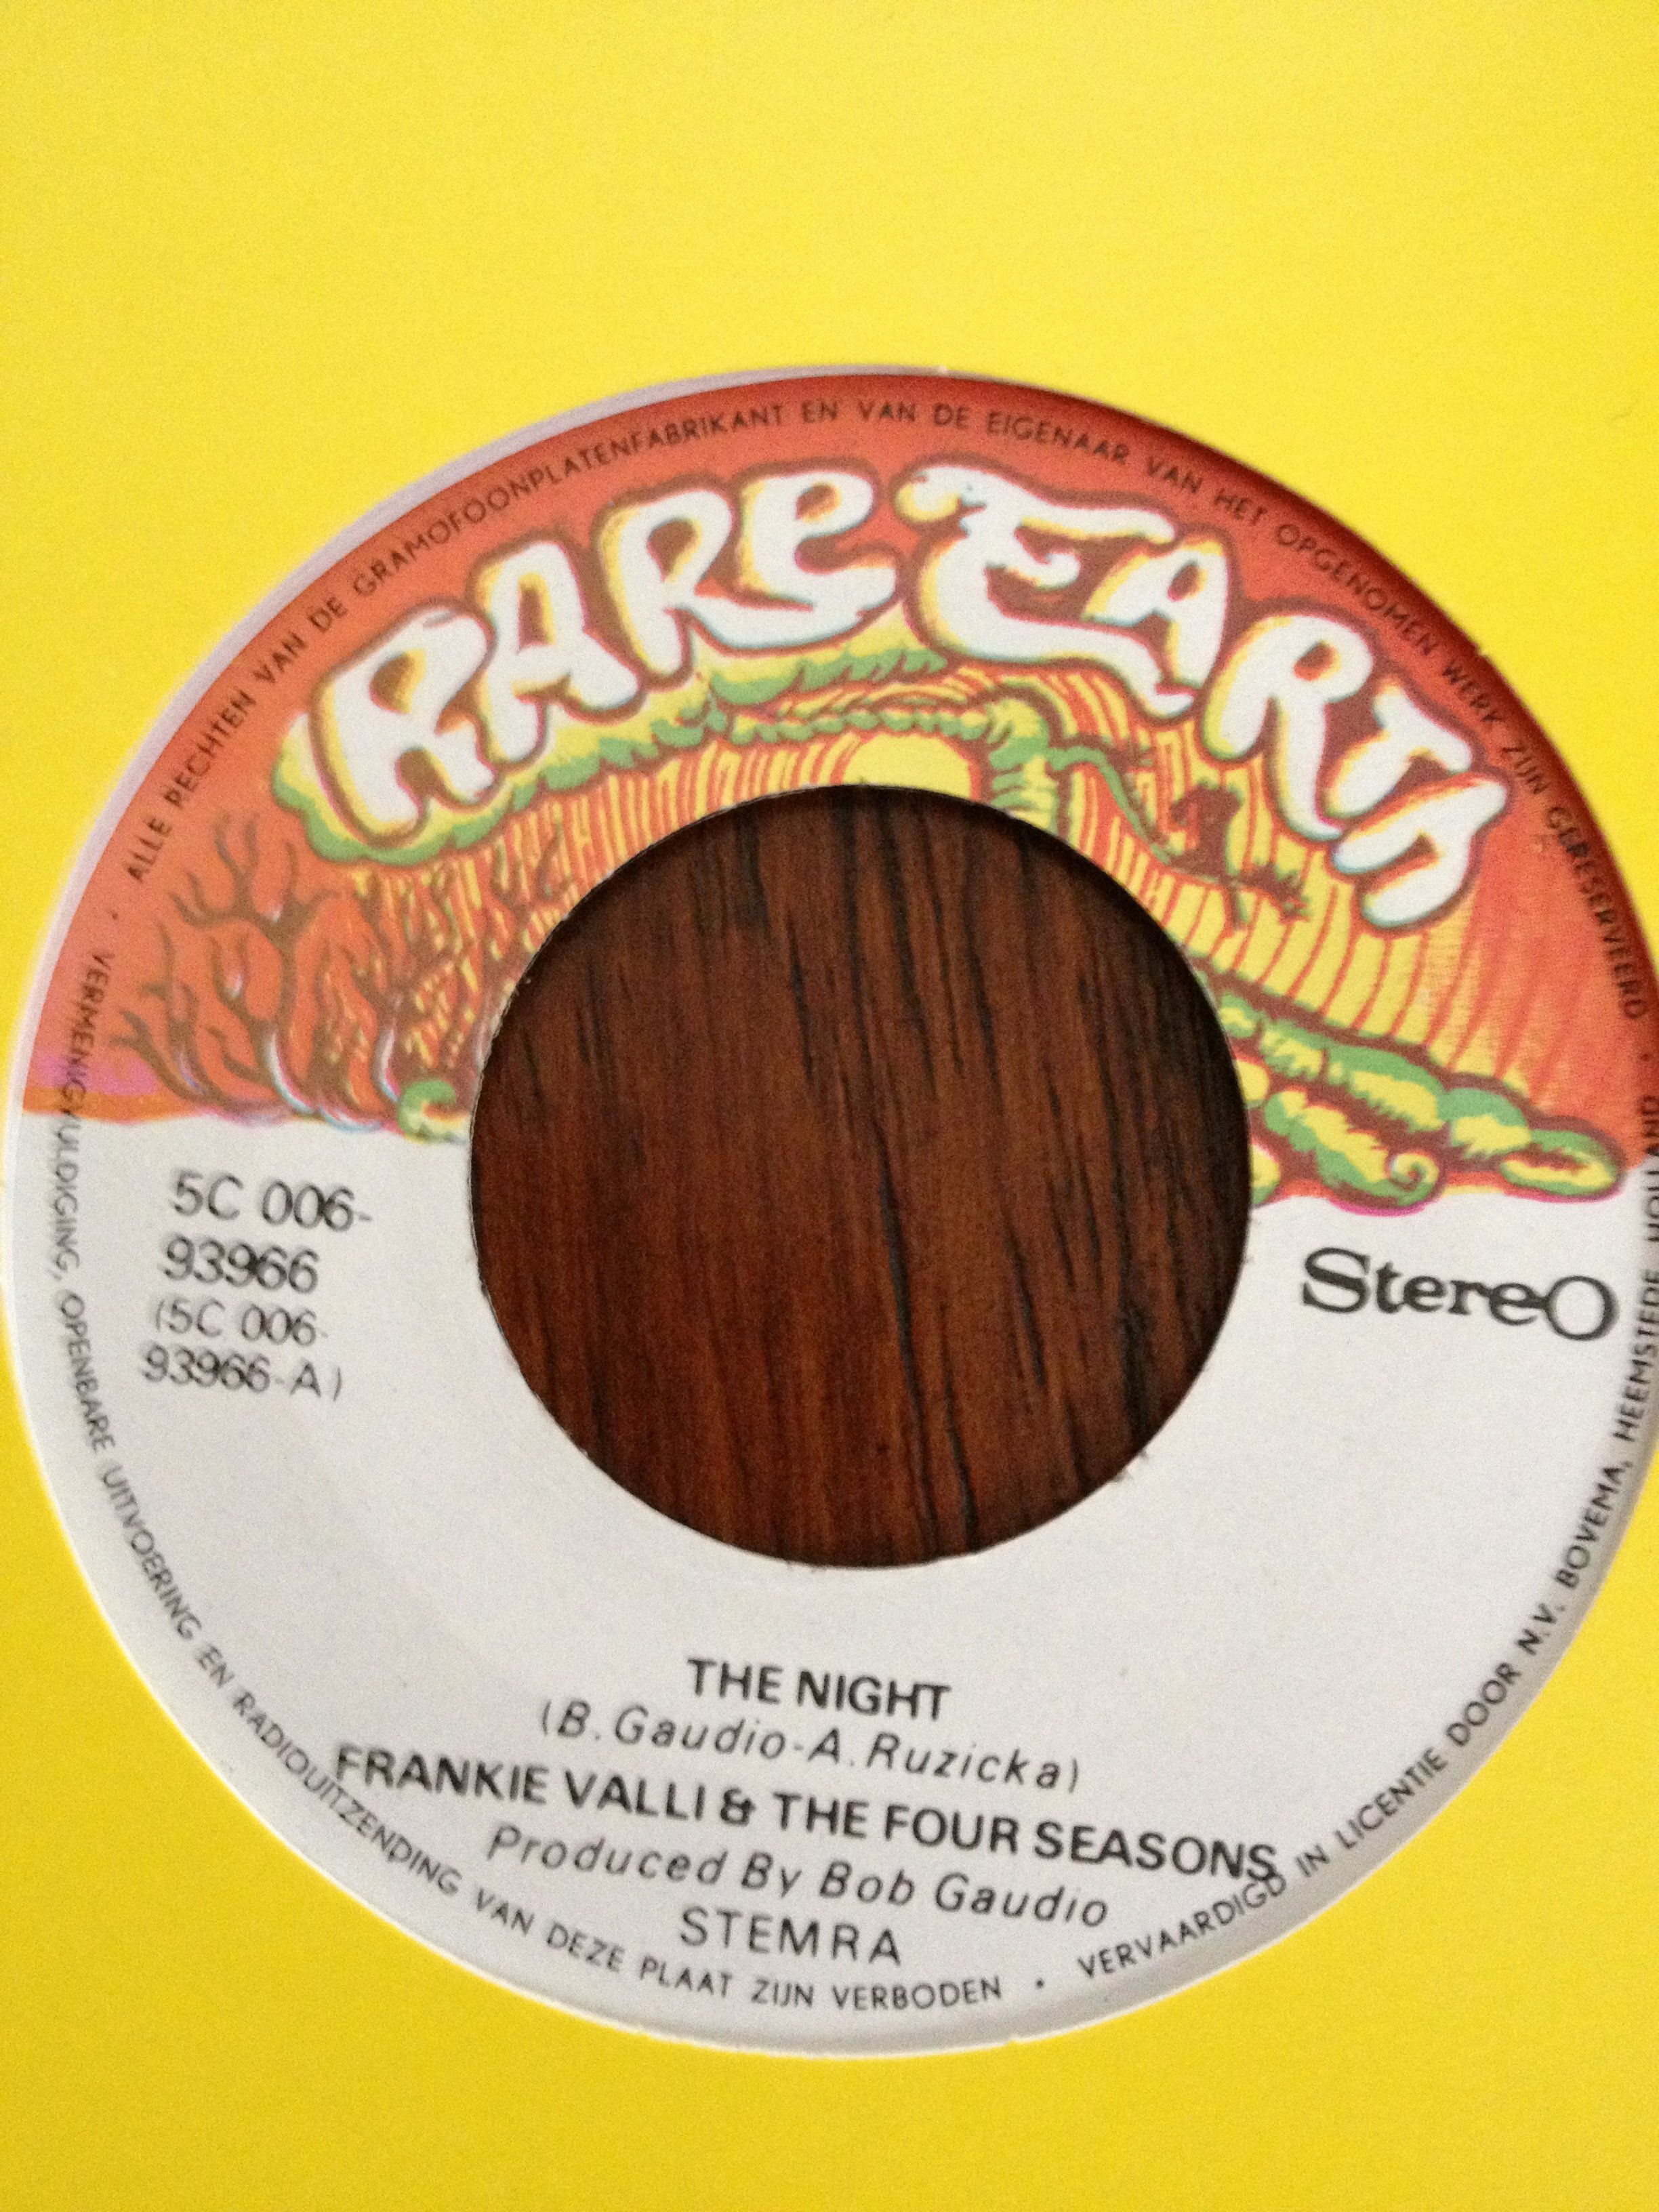 ALLE RECHTEN VAN DE GRAMOFOONPLATENFABRIKANT EN VAN DE EIGENAAR VAN HET OPGENOMEN WERK ZIJN GERESERVEERD ·
RARE EARTH
5C 006-
93966
(5C 006-
93966-A)
StereO
THE NIGHT
(B. Gaudio-A. Ruzicka)
FRANKIE VALLI & THE FOUR SEASONS
Produced By Bob Gaudio
STEMRA
VERMENIGVULDIGING, OPENBARE UITVOERING EN RADIOUITZENDING VAN DEZE PLAAT ZIJN VERBODEN ·
VERVAARDIGD IN LICENTIE DOOR N.V. BOVEMA, HEEMSTEDE HOLLAND